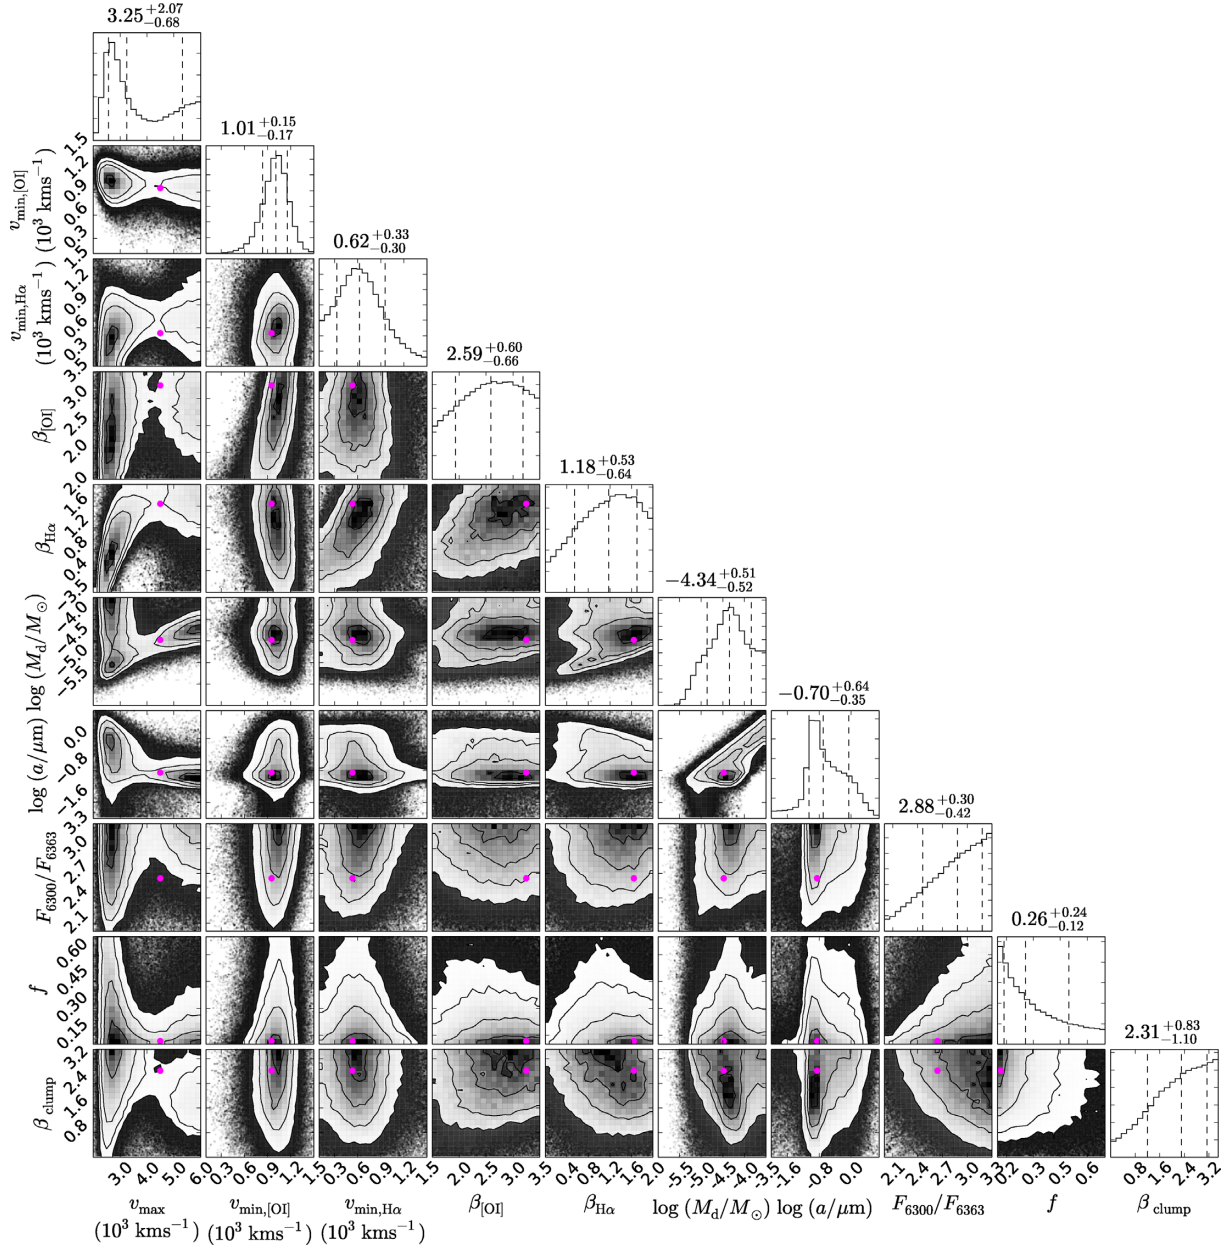 3.25+2.07−0.68
1.5
1.2
0.9
0.6
0.3
vmin,[OI]
(10³ kms⁻¹)
1.01+0.15−0.17
1.5
1.2
0.9
0.6
0.3
vmin,Hα
(10³ kms⁻¹)
0.62+0.33−0.30
3.5
3.0
2.5
2.0
β[OI]
2.59+0.60−0.66
2.0
1.6
1.2
0.8
0.4
βHα
1.18+0.53−0.64
−3.5
−4.0
−4.5
−5.0
−5.5
log (Md/M⊙)
−4.34+0.51−0.52
0.0
−0.8
−1.6
log (a/μm)
−0.70+0.64−0.35
3.3
3.0
2.7
2.4
2.1
F6300/F6363
2.88+0.30−0.42
0.60
0.45
0.30
0.15
f
0.26+0.24−0.12
3.2
2.4
1.6
0.8
β clump
2.31+0.83−1.10
3.0 4.5 5.0 6.0
0.3 0.6 0.9 1.2 1.5
0.3 0.6 0.9 1.2 1.5
2.0 2.5 3.0 3.5
0.4 0.8 1.2 1.6 2.0
−5.5 −5.0 −4.5 −4.0 −3.5
−1.6 −0.8 0.0
2.1 2.4 2.7 3.0 3.3
0.2 0.3 0.5 0.6
0.8 1.6 2.4 3.2
vmax
(10³ kms⁻¹)
vmin,[OI]
(10³ kms⁻¹)
vmin,Hα
(10³ kms⁻¹)
β[OI]
βHα
log (Md/M⊙)
log (a/μm)
F6300/F6363
f
β clump